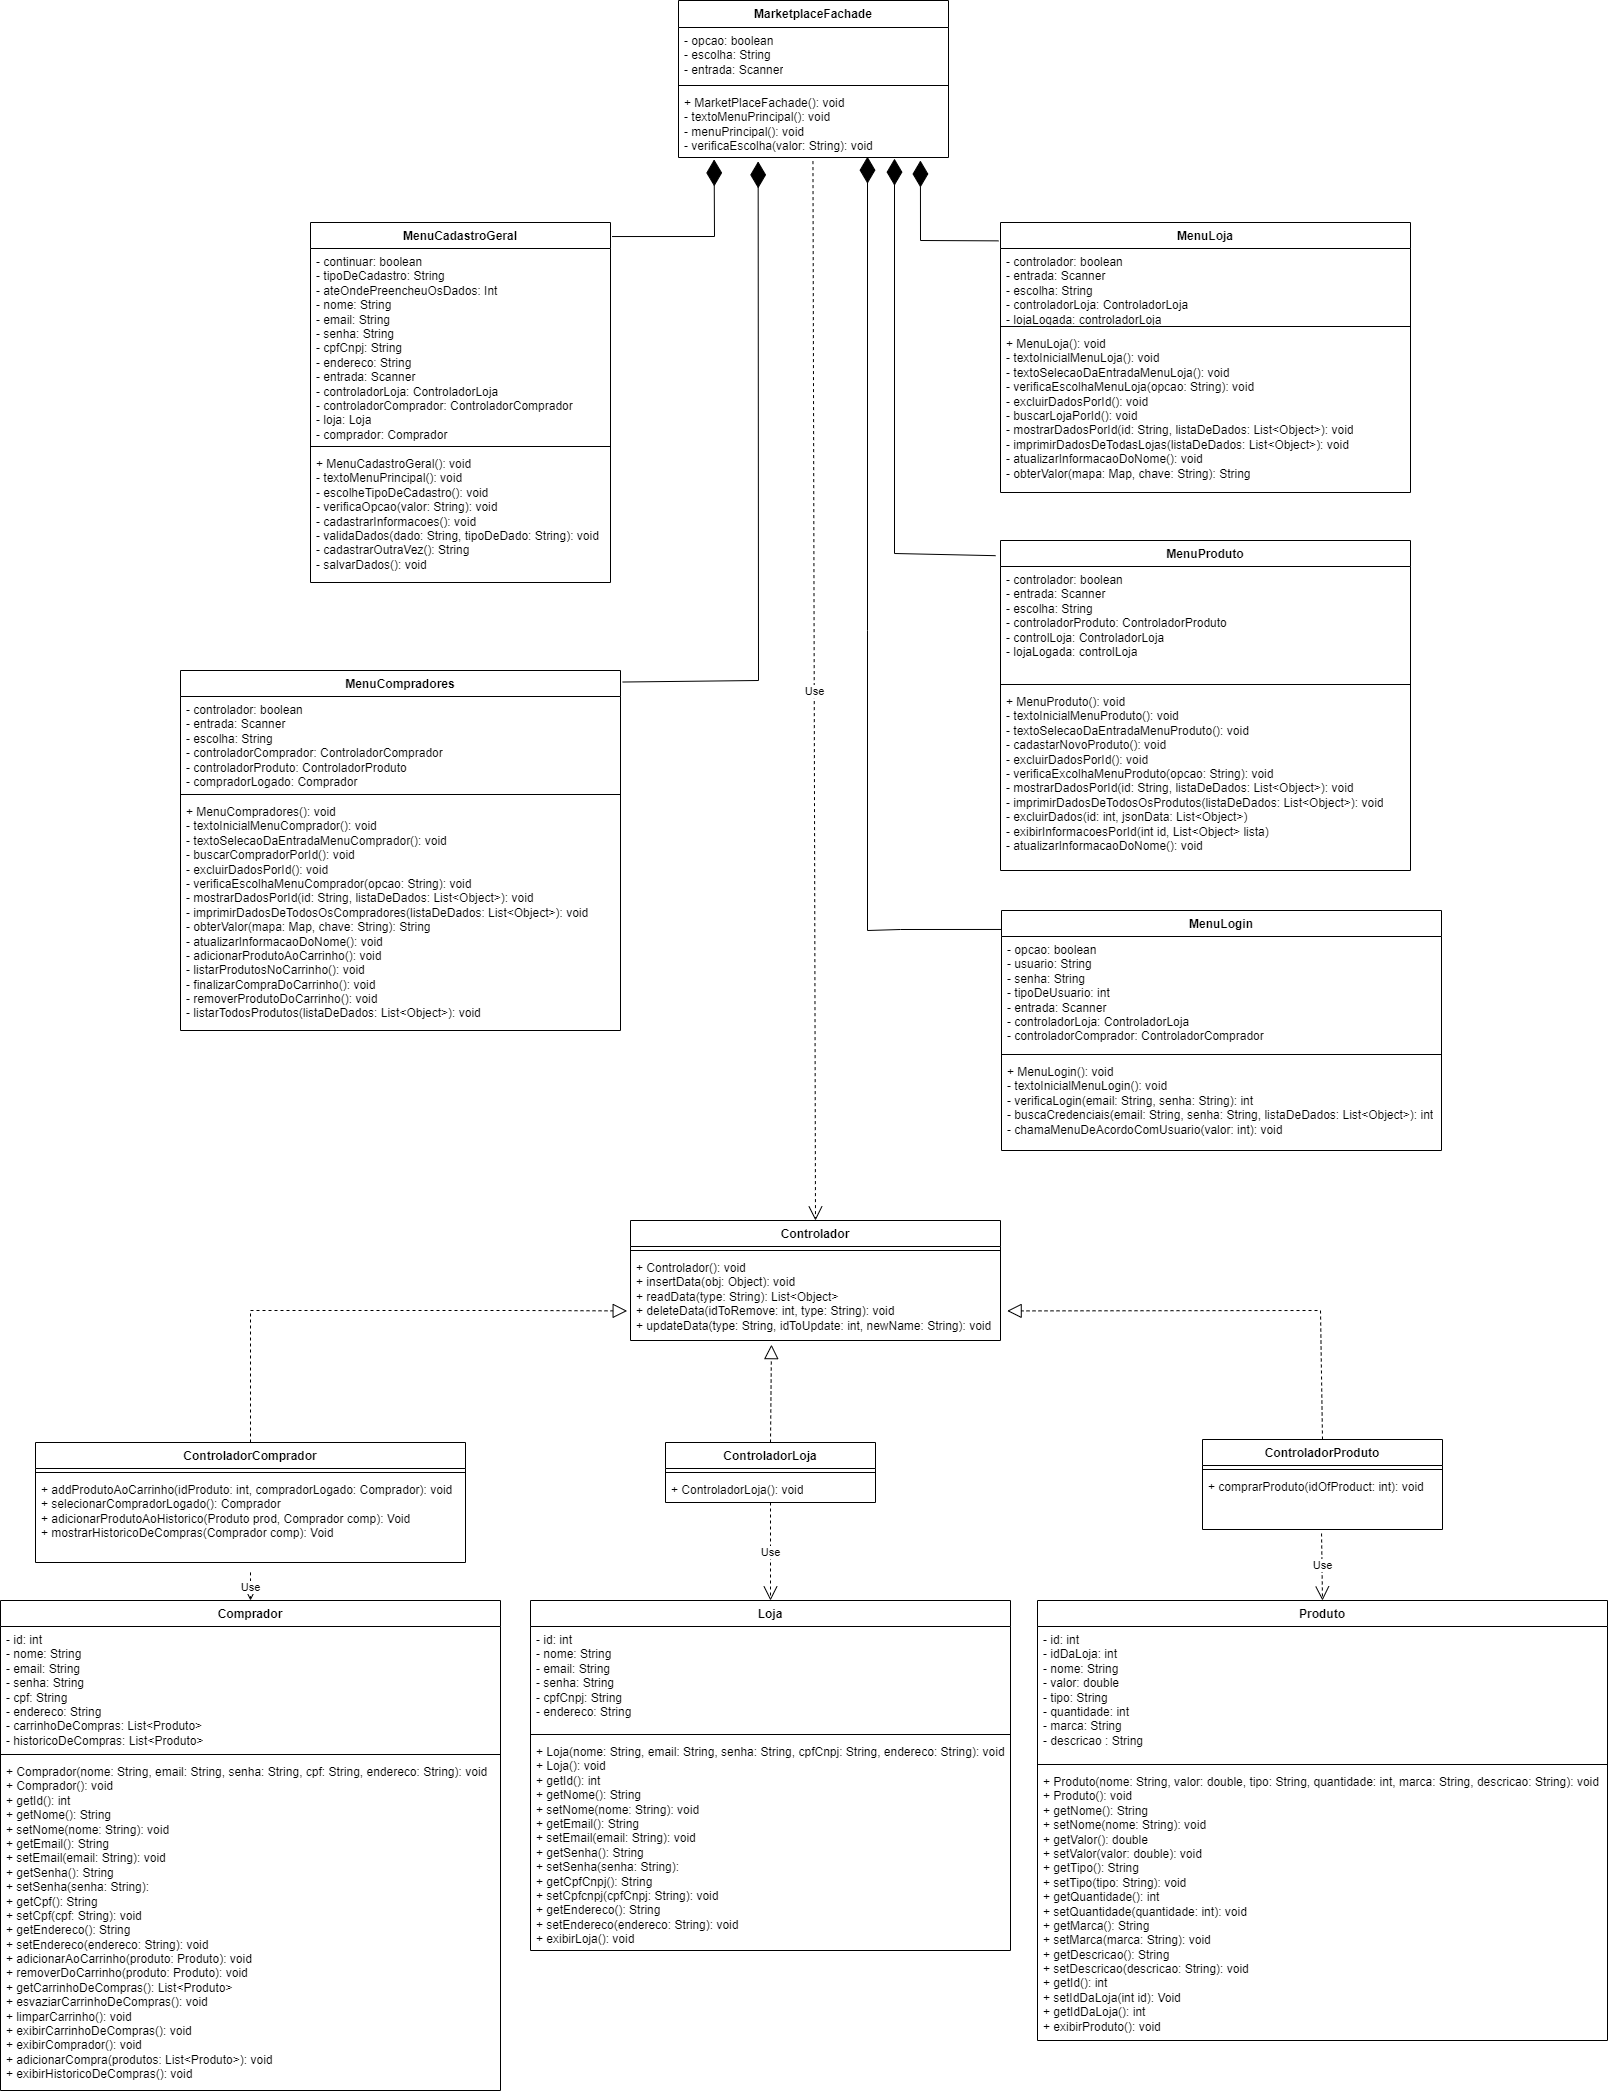 MarketplaceFachade
- opcao: boolean
- escolha: String
- entrada: Scanner
+ MarketPlaceFachade(): void
- textoMenuPrincipal(): void
- menuPrincipal(): void
- verificaEscolha(valor: String): void
MenuCadastroGeral
- continuar: boolean
- tipoDeCadastro: String
- ateOndePreencheuOsDados: Int
- nome: String
- email: String
- senha: String
- cpfCnpj: String
- endereco: String
- entrada: Scanner
- controladorLoja: ControladorLoja
- controladorComprador: ControladorComprador
- loja: Loja
- comprador: Comprador
+ MenuCadastroGeral(): void
- textoMenuPrincipal(): void
- escolheTipoDeCadastro(): void
- verificaOpcao(valor: String): void
- cadastrarInformacoes(): void
- validaDados(dado: String, tipoDeDado: String): void
- cadastrarOutraVez(): String
- salvarDados(): void
MenuLoja
- controlador: boolean
- entrada: Scanner
- escolha: String
- controladorLoja: ControladorLoja
- lojaLogada: controladorLoja
+ MenuLoja(): void
- textoInicialMenuLoja(): void
- textoSelecaoDaEntradaMenuLoja(): void
- verificaEscolhaMenuLoja(opcao: String): void
- excluirDadosPorId(): void
- buscarLojaPorId(): void
- mostrarDadosPorId(id: String, listaDeDados: List<Object>): void
- imprimirDadosDeTodasLojas(listaDeDados: List<Object>): void
- atualizarInformacaoDoNome(): void
- obterValor(mapa: Map, chave: String): String
MenuProduto
- controlador: boolean
- entrada: Scanner
- escolha: String
- controladorProduto: ControladorProduto
- controlLoja: ControladorLoja
- lojaLogada: controlLoja
+ MenuProduto(): void
- textoInicialMenuProduto(): void
- textoSelecaoDaEntradaMenuProduto(): void
- cadastarNovoProduto(): void
- excluirDadosPorId(): void
- verificaExcolhaMenuProduto(opcao: String): void
- mostrarDadosPorId(id: String, listaDeDados: List<Object>): void
- imprimirDadosDeTodosOsProdutos(listaDeDados: List<Object>): void
- excluirDados(id: int, jsonData: List<Object>)
- exibirInformacoesPorId(int id, List<Object> lista)
- atualizarInformacaoDoNome(): void
MenuCompradores
- controlador: boolean
- entrada: Scanner
- escolha: String
- controladorComprador: ControladorComprador
- controladorProduto: ControladorProduto
- compradorLogado: Comprador
+ MenuCompradores(): void
- textoInicialMenuComprador(): void
- textoSelecaoDaEntradaMenuComprador(): void
- buscarCompradorPorId(): void
- excluirDadosPorId(): void
- verificaEscolhaMenuComprador(opcao: String): void
- mostrarDadosPorId(id: String, listaDeDados: List<Object>): void
- imprimirDadosDeTodosOsCompradores(listaDeDados: List<Object>): void
- obterValor(mapa: Map, chave: String): String
- atualizarInformacaoDoNome(): void
- adicionarProdutoAoCarrinho(): void
- listarProdutosNoCarrinho(): void
- finalizarCompraDoCarrinho(): void
- removerProdutoDoCarrinho(): void
- listarTodosProdutos(listaDeDados: List<Object>): void
Use
MenuLogin
- opcao: boolean
- usuario: String
- senha: String
- tipoDeUsuario: int
- entrada: Scanner
- controladorLoja: ControladorLoja
- controladorComprador: ControladorComprador
+ MenuLogin(): void
- textoInicialMenuLogin(): void
- verificaLogin(email: String, senha: String): int
- buscaCredenciais(email: String, senha: String, listaDeDados: List<Object>): int
- chamaMenuDeAcordoComUsuario(valor: int): void
Controlador
+ Controlador(): void
+ insertData(obj: Object): void
+ readData(type: String): List<Object>
+ deleteData(idToRemove: int, type: String): void
+ updateData(type: String, idToUpdate: int, newName: String): void
ControladorComprador
+ addProdutoAoCarrinho(idProduto: int, compradorLogado: Comprador): void
+ selecionarCompradorLogado(): Comprador
+ adicionarProdutoAoHistorico(Produto prod, Comprador comp): Void
+ mostrarHistoricoDeCompras(Comprador comp): Void
ControladorLoja
+ ControladorLoja(): void
ControladorProduto
+ comprarProduto(idOfProduct: int): void
Use
Use
Use
Comprador
- id: int
- nome: String
- email: String
- senha: String
- cpf: String
- endereco: String
- carrinhoDeCompras: List<Produto>
- historicoDeCompras: List<Produto>
+ Comprador(nome: String, email: String, senha: String, cpf: String, endereco: String): void
+ Comprador(): void
+ getId(): int
+ getNome(): String
+ setNome(nome: String): void
+ getEmail(): String
+ setEmail(email: String): void
+ getSenha(): String
+ setSenha(senha: String):
+ getCpf(): String
+ setCpf(cpf: String): void
+ getEndereco(): String
+ setEndereco(endereco: String): void
+ adicionarAoCarrinho(produto: Produto): void
+ removerDoCarrinho(produto: Produto): void
+ getCarrinhoDeCompras(): List<Produto>
+ esvaziarCarrinhoDeCompras(): void
+ limparCarrinho(): void
+ exibirCarrinhoDeCompras(): void
+ exibirComprador(): void
+ adicionarCompra(produtos: List<Produto>): void
+ exibirHistoricoDeCompras(): void
Loja
- id: int
- nome: String
- email: String
- senha: String
- cpfCnpj: String
- endereco: String
+ Loja(nome: String, email: String, senha: String, cpfCnpj: String, endereco: String): void
+ Loja(): void
+ getId(): int
+ getNome(): String
+ setNome(nome: String): void
+ getEmail(): String
+ setEmail(email: String): void
+ getSenha(): String
+ setSenha(senha: String):
+ getCpfCnpj(): String
+ setCpfcnpj(cpfCnpj: String): void
+ getEndereco(): String
+ setEndereco(endereco: String): void
+ exibirLoja(): void
Produto
- id: int
- idDaLoja: int
- nome: String
- valor: double
- tipo: String
- quantidade: int
- marca: String
- descricao : String
+ Produto(nome: String, valor: double, tipo: String, quantidade: int, marca: String, descricao: String): void
+ Produto(): void
+ getNome(): String
+ setNome(nome: String): void
+ getValor(): double
+ setValor(valor: double): void
+ getTipo(): String
+ setTipo(tipo: String): void
+ getQuantidade(): int
+ setQuantidade(quantidade: int): void
+ getMarca(): String
+ setMarca(marca: String): void
+ getDescricao(): String
+ setDescricao(descricao: String): void
+ getId(): int
+ setIdDaLoja(int id): Void
+ getIdDaLoja(): int
+ exibirProduto(): void